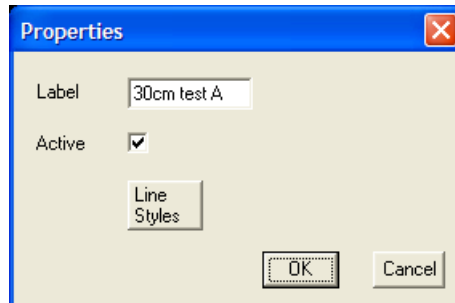 Properties
Label
30cm test A
Active
Line
Styles
OK
Cancel